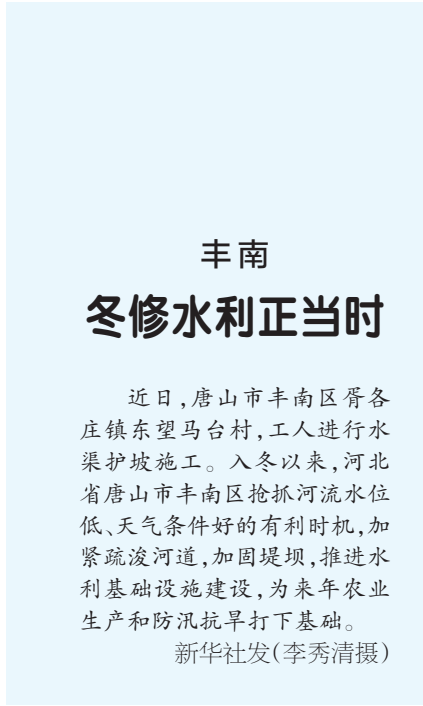 丰南
冬修水利正当时
近日,唐山市丰南区胥各
庄镇东望马台村,工人进行水
渠护坡施工。入冬以来,河北
省唐山市丰南区抢抓河流水位
低、天气条件好的有利时机,加
紧疏浚河道,加固堤坝,推进水
利基础设施建设,为来年农业
生产和防汛抗旱打下基础。
新华社发(李秀清摄)